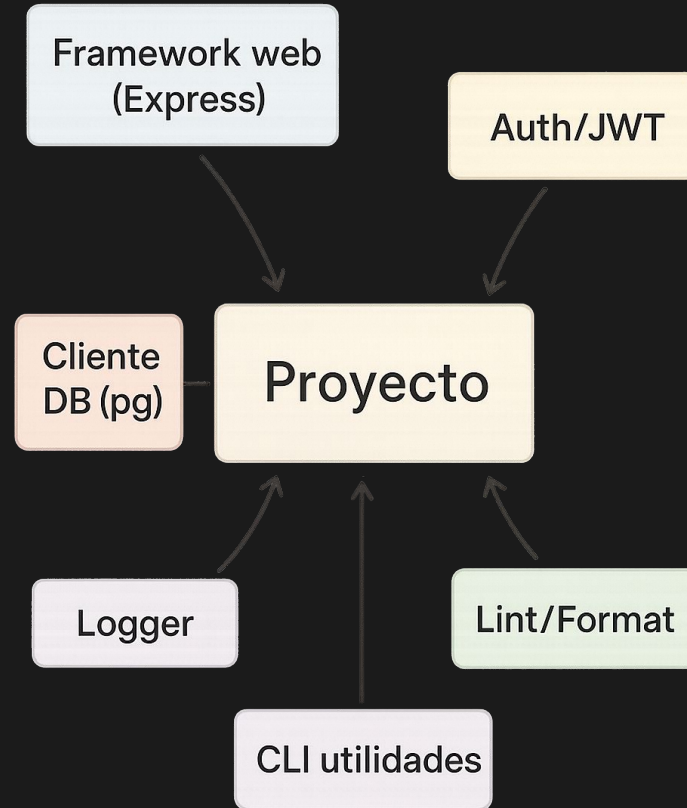 Framework web
(Express)
Auth/JWT
Cliente
DB (pg)
Proyecto
Logger
Lint/Format
CLI utilidades